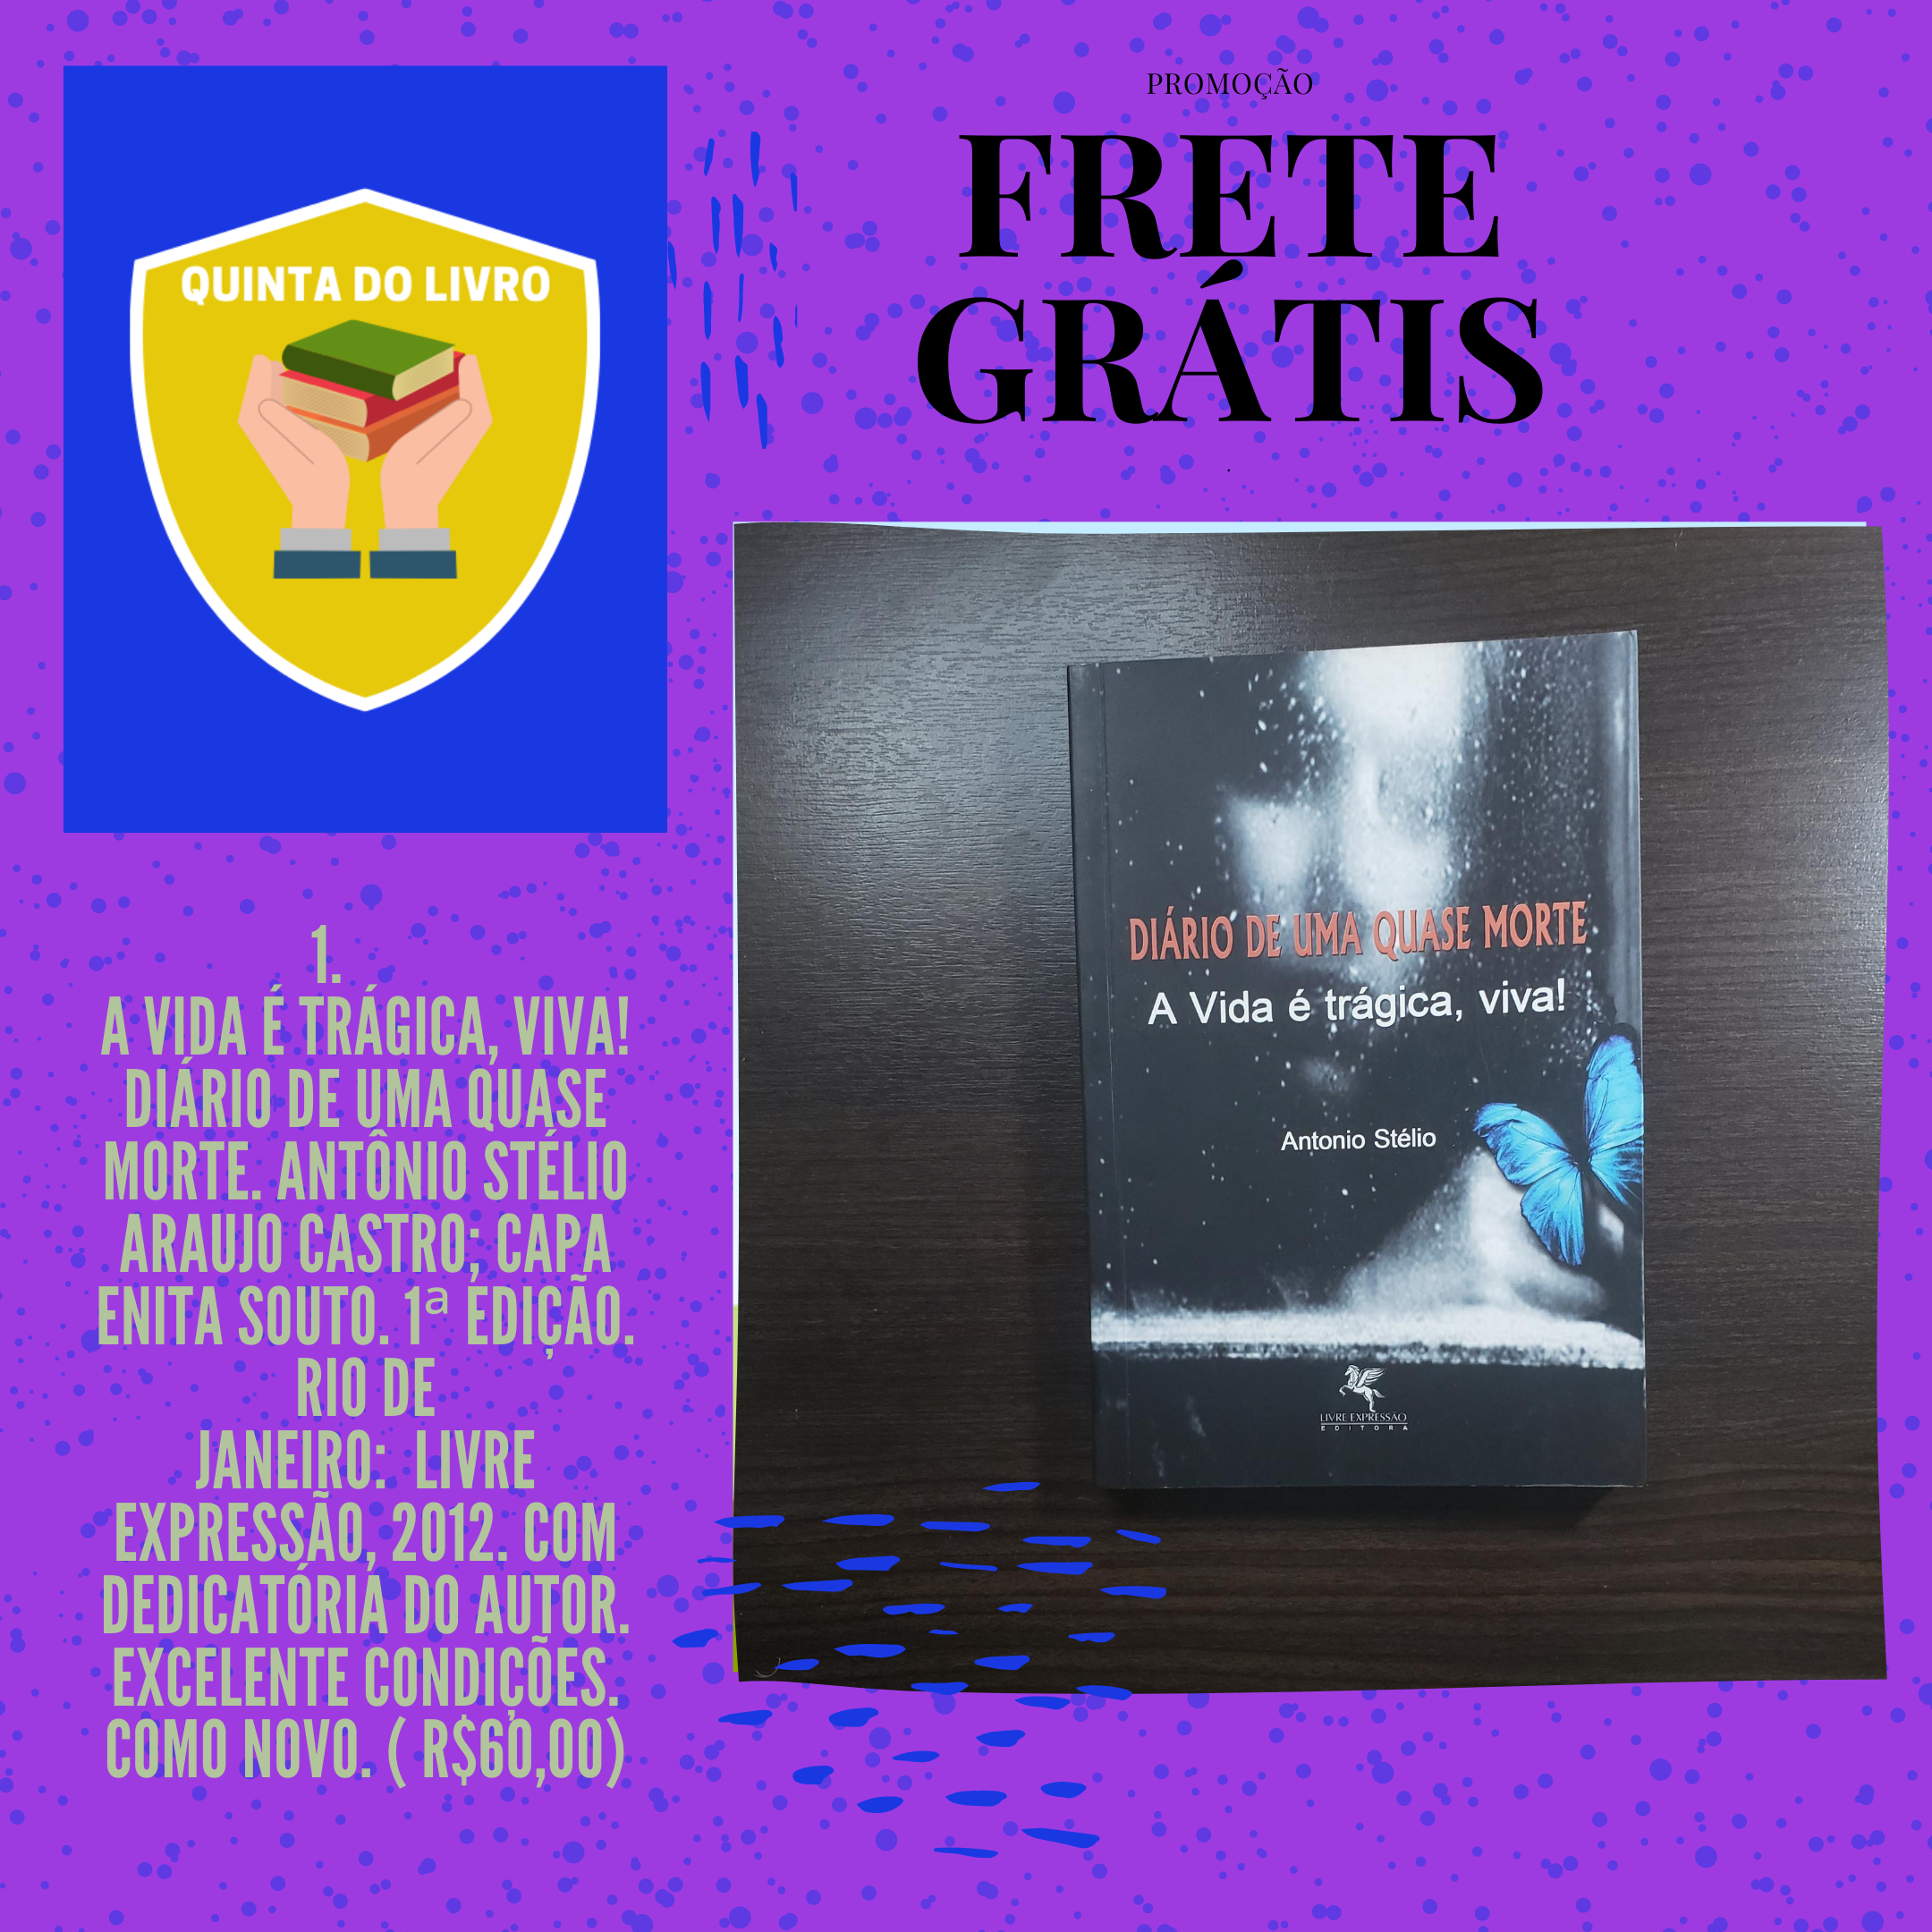 QUINTA DO LIVRO
PROMOÇÃO
FRETE
GRÁTIS
.
1.
A VIDA É TRÁGICA, VIVA!
DIÁRIO DE UMA QUASE
MORTE. ANTÔNIO STÉLIO
ARAUJO CASTRO; CAPA
ENITA SOUTO. 1ª EDIÇÃO.
RIO DE
JANEIRO: LIVRE
EXPRESSÃO, 2012. COM
DEDICATÓRIA DO AUTOR.
EXCELENTE CONDIÇÕES.
COMO NOVO. ( R$60,00)
DIÁRIO DE UMA QUASE MORTE
A Vida é trágica, viva!
Antonio Stélio
LIVRE EXPRESSÃO
EDITORA